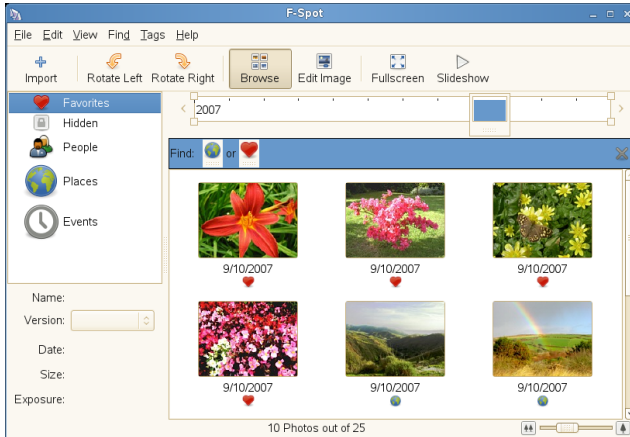 F-Spot
File Edit View Find Tags Help
Import Rotate Left Rotate Right Browse Edit Image Fullscreen Slideshow
Favorites
Hidden
People
Places
Events
2007
Find: or
9/10/2007 9/10/2007 9/10/2007
9/10/2007 9/10/2007 9/10/2007
Name:
Version:
Date:
Size:
Exposure:
10 Photos out of 25